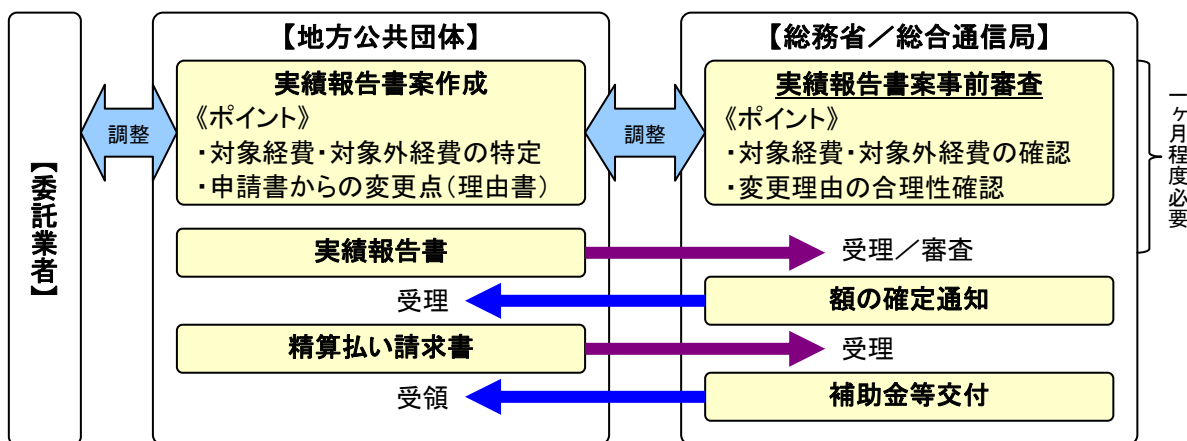 【委託業者】
調整
【地方公共団体】
実績報告書案作成
《ポイント》
・対象経費・対象外経費の特定
・申請書からの変更点(理由書)
調整
【総務省／総合通信局】
実績報告書案事前審査
《ポイント》
・対象経費・対象外経費の確認
・変更理由の合理性確認
一ヶ月程度必要
実績報告書
受理／審査
受理
額の確定通知
精算払い請求書
受理
受領
補助金等交付